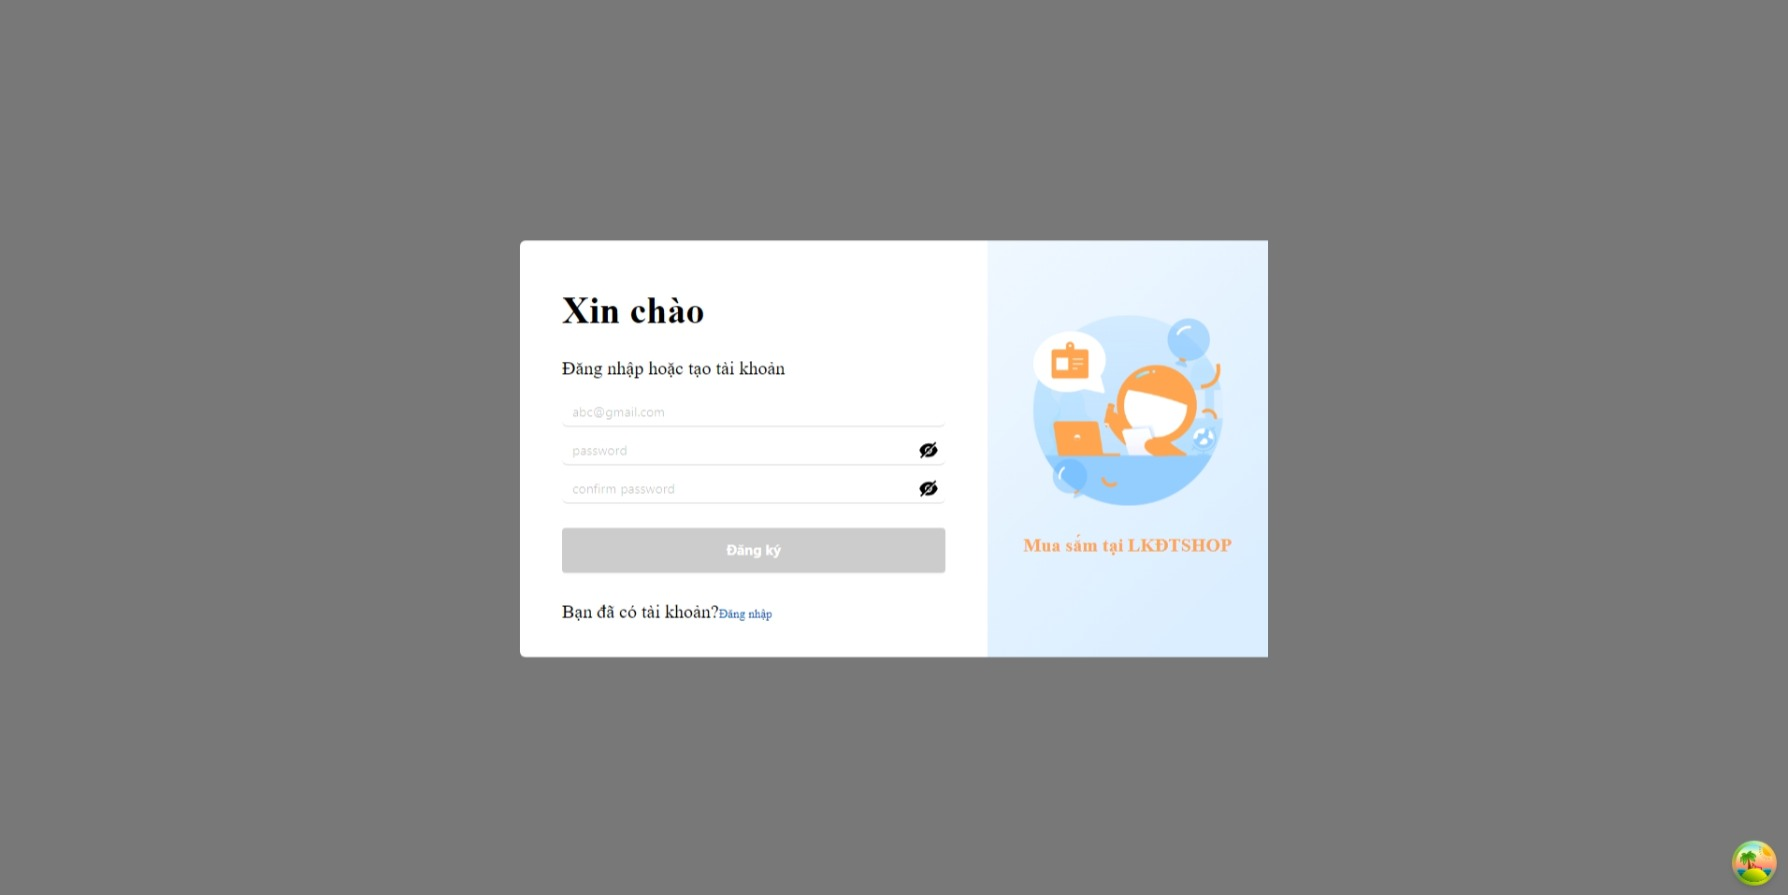 Xin chào
Đăng nhập hoặc tạo tài khoản
abc@gmail.com
password
confirm password
Đăng ký
Bạn đã có tài khoản?Đăng nhập
Mua sắm tại LKĐTSHOP